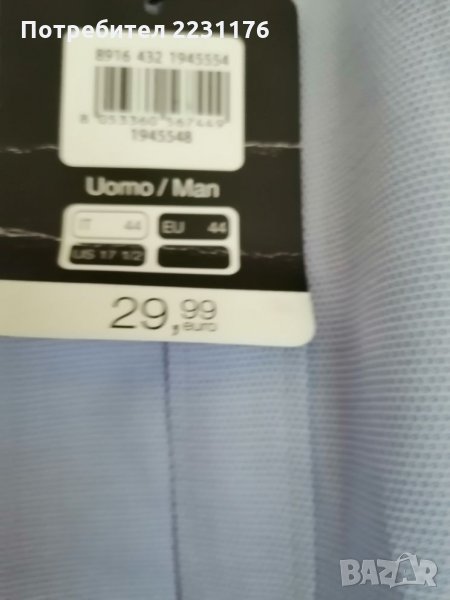 Потребител 2231176
8916 432 1945554
8 053360 567449
1945548
Uomo / Man
IT 44 EU 44
US 17 1/2
29,99
euro
BAZAR